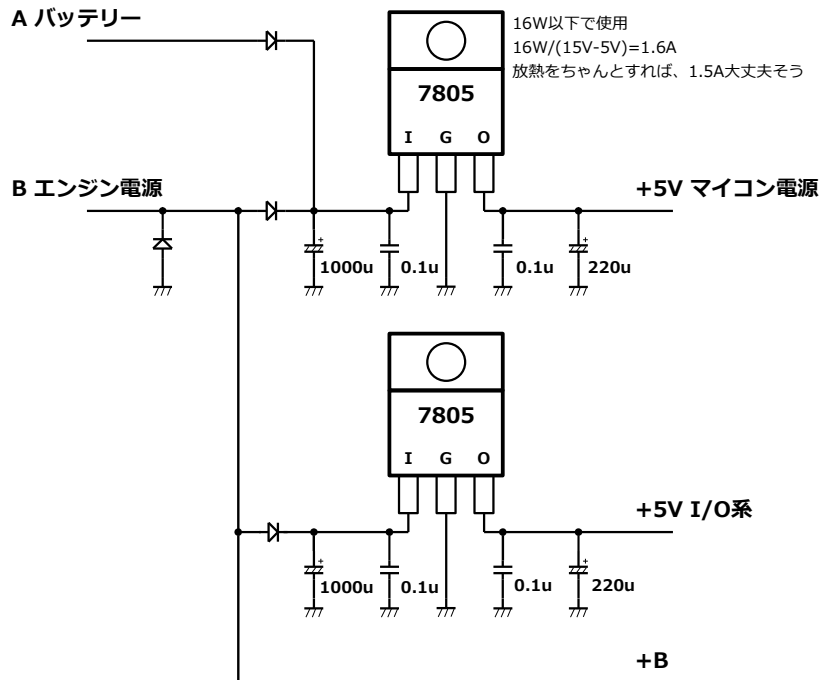 A バッテリー
16W以下で使用
16W/(15V-5V)=1.6A
放熱をちゃんとすれば、1.5A大丈夫そう
7805
I G O
B エンジン電源
+5V マイコン電源
+
+
1000u
0.1u
0.1u
220u
7805
I G O
+5V I/O系
+
+
1000u
0.1u
0.1u
220u
+B